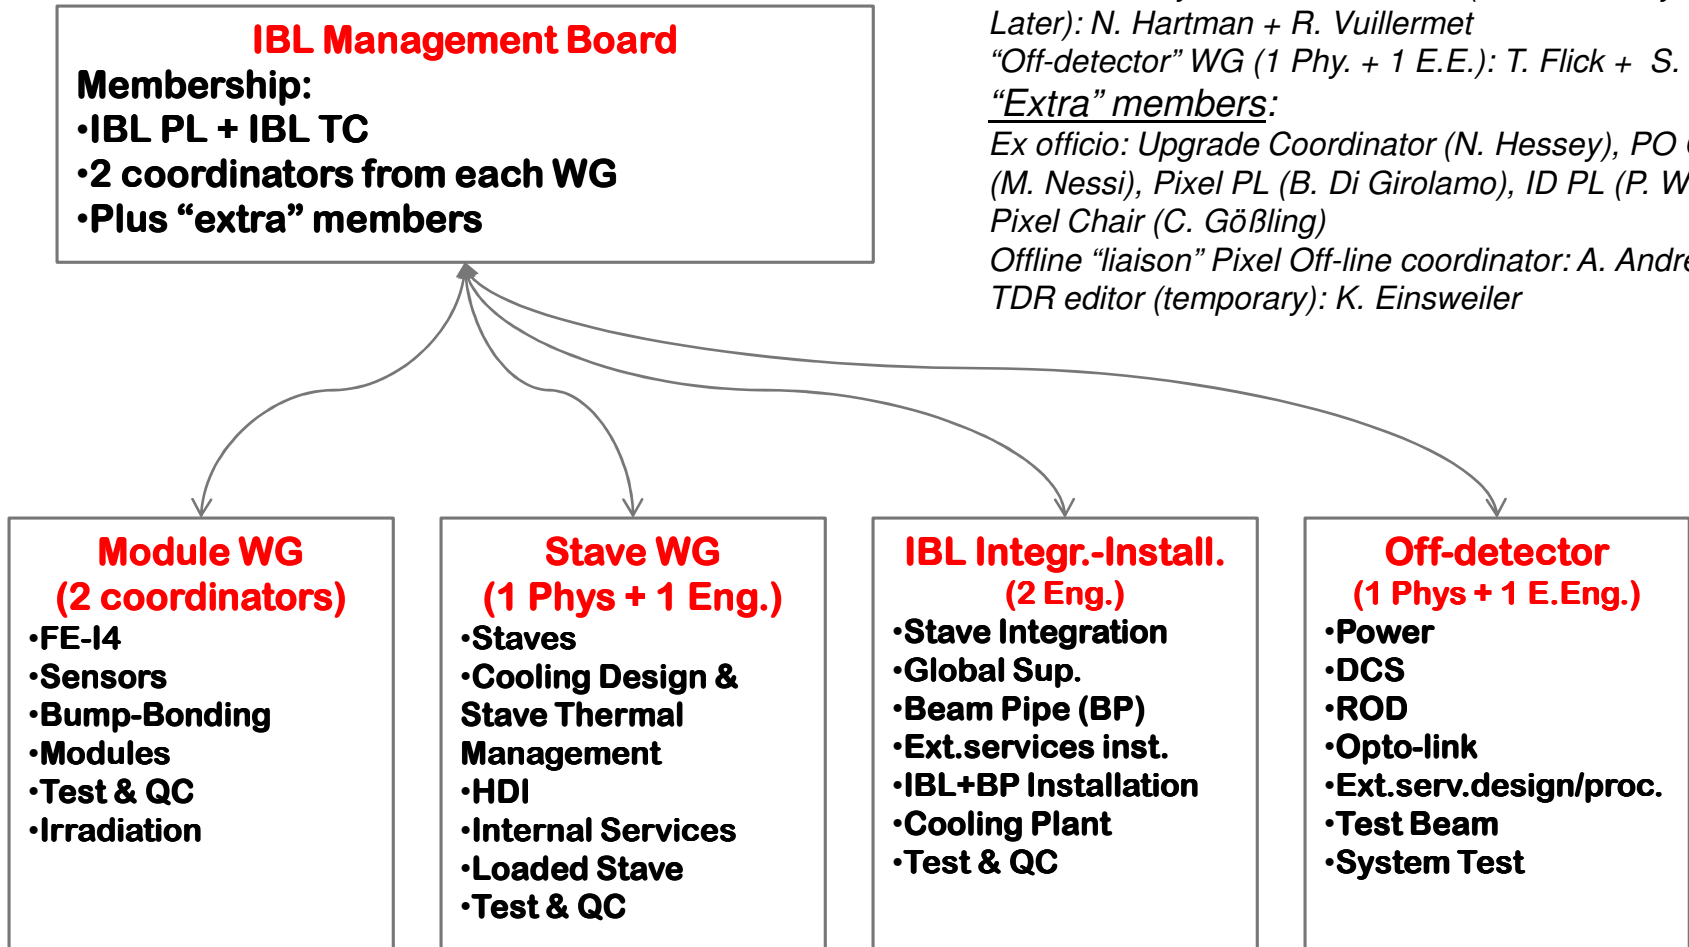 IBL Management Board
Membership:
•IBL PL + IBL TC
•2 coordinators from each WG
•Plus “extra” members
Later): N. Hartman + R. Vuillermet
“Off-detector” WG (1 Phy. + 1 E.E.): T. Flick + S.
“Extra” members:
Ex officio: Upgrade Coordinator (N. Hessey), PO
(M. Nessi), Pixel PL (B. Di Girolamo), ID PL (P.
Pixel Chair (C. Gößling)
Offline “liaison” Pixel Off-line coordinator: A.
TDR editor (temporary): K. Einsweiler
Module WG
(2 coordinators)
•FE-I4
•Sensors
•Bump-Bonding
•Modules
•Test & QC
•Irradiation
Stave WG
(1 Phys + 1 Eng.)
•Staves
•Cooling Design &
Stave Thermal
Management
•HDI
•Internal Services
•Loaded Stave
•Test & QC
IBL Integr.-Install.
(2 Eng.)
•Stave Integration
•Global Sup.
•Beam Pipe (BP)
•Ext.services inst.
•IBL+BP Installation
•Cooling Plant
•Test & QC
Off-detector
(1 Phys + 1 E.Eng.)
•Power
•DCS
•ROD
•Opto-link
•Ext.serv.design/proc.
•Test Beam
•System Test